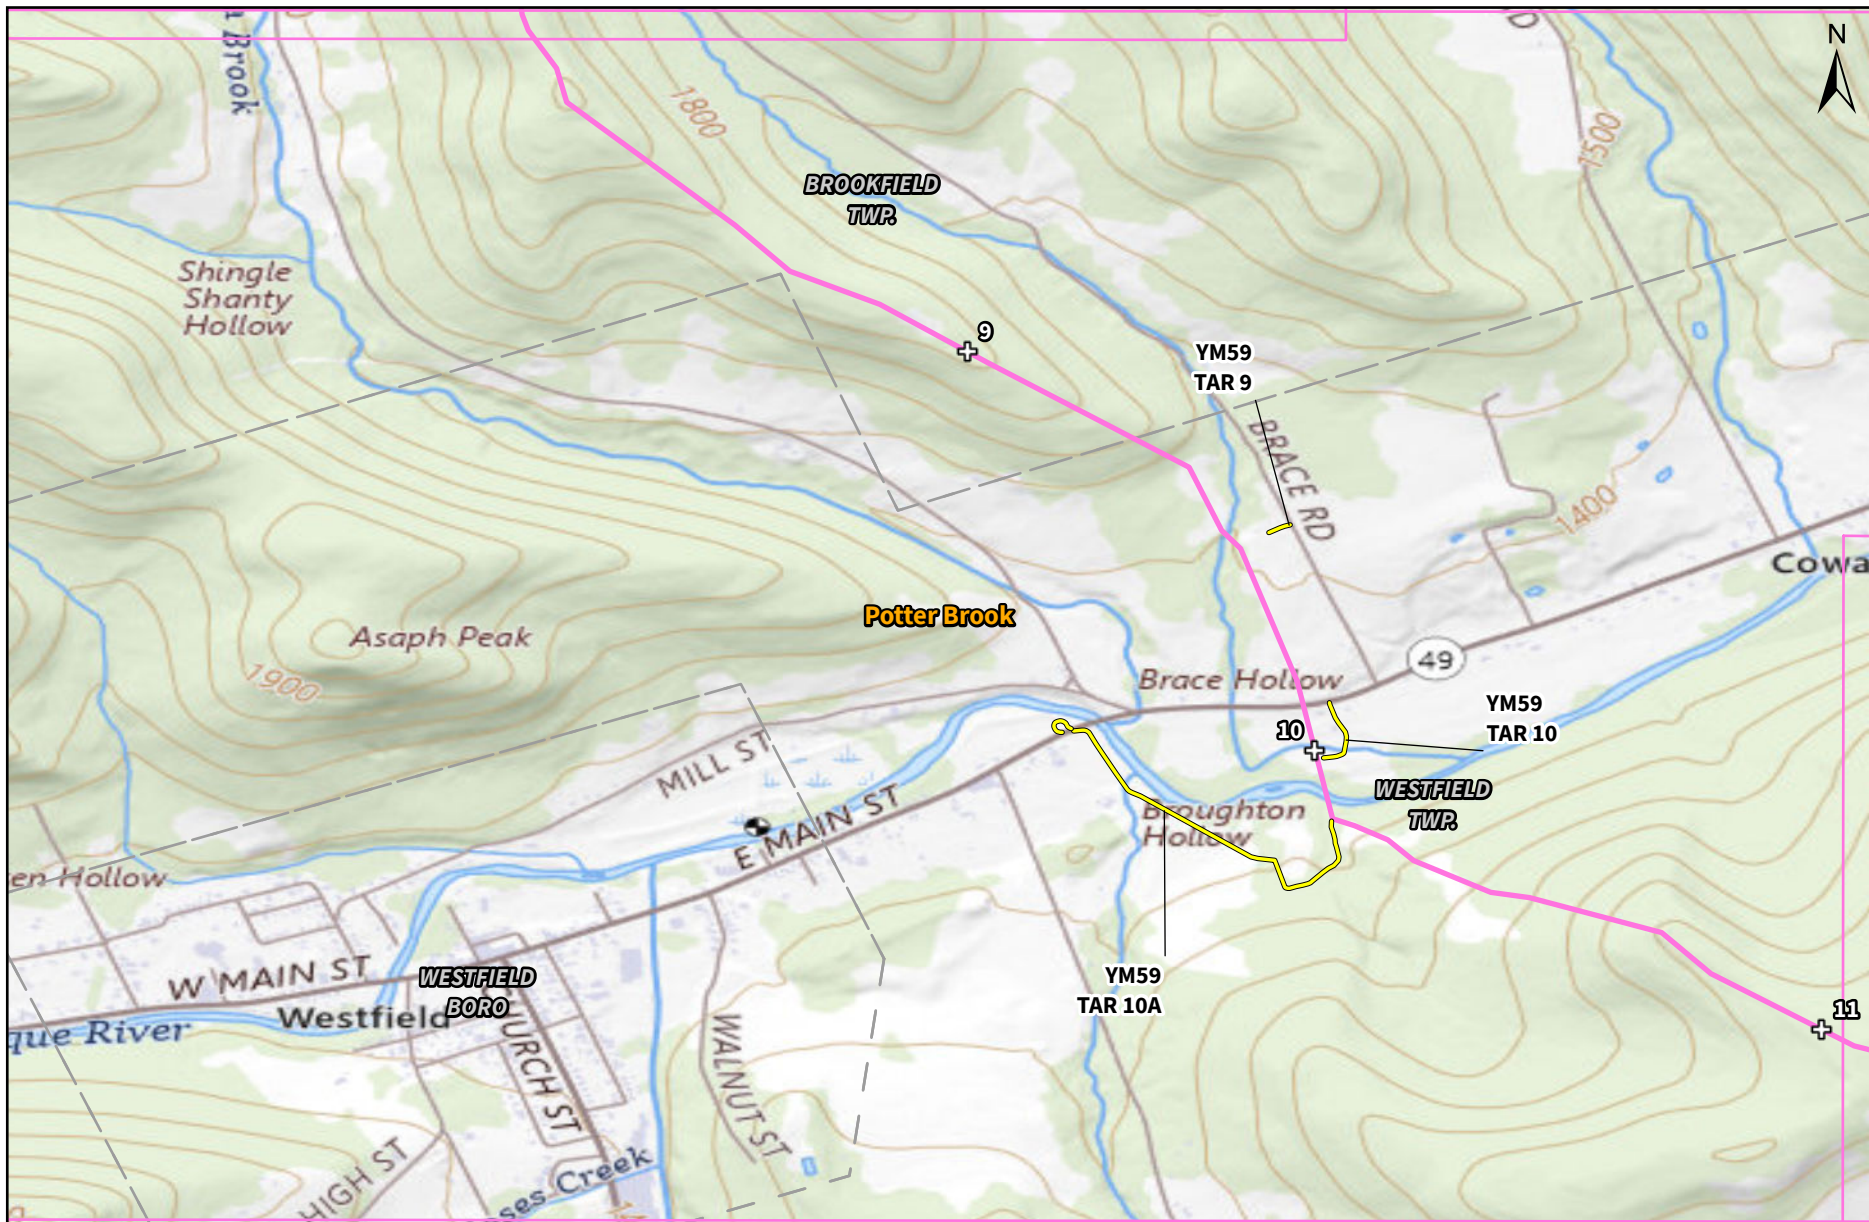 N
Brook
1800
1500
BROOKFIELD
TWP.
Shingle
Shanty
Hollow
9
YM59
TAR 9
BRACE RD
1400
Cowa
Potter Brook
Asaph Peak
1900
Brace Hollow
49
YM59
TAR 10
10
MILL ST
E MAIN ST
Broughton
Hollow
WESTFIELD
TWP.
en Hollow
W MAIN ST
WESTFIELD
BORO
Westfield
que River
YM59
TAR 10A
11
WALNUT ST
HURCH ST
HIGH ST
ses Creek